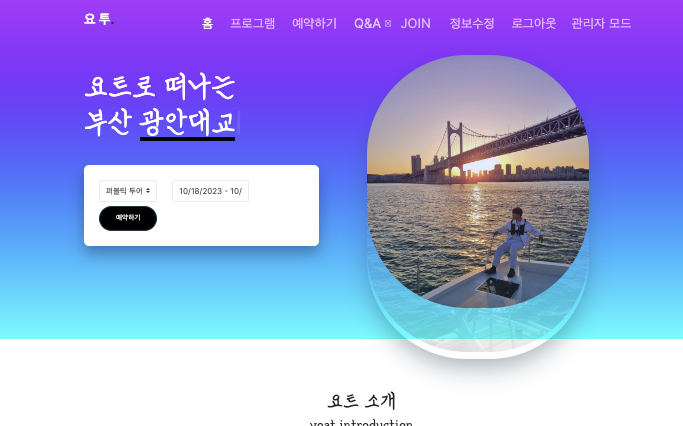 요 투.
홈 프로그램 예약하기 Q&A JOIN 정보수정 로그아웃 관리자 모드
요트로 떠나는
부산 광안대교
퍼블릭 투어 10/18/2023 - 10/
예약하기
요트 소개
yoat introduction